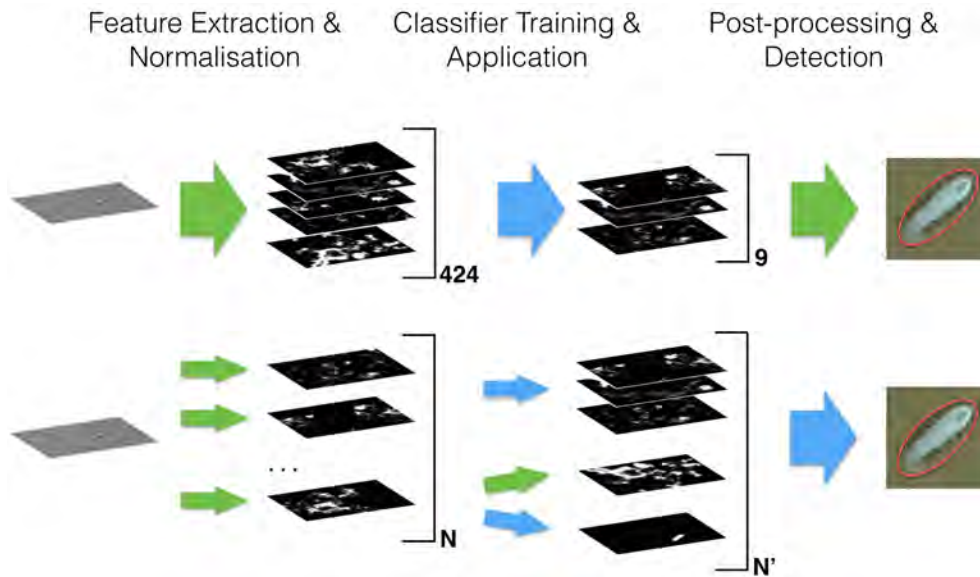 Feature Extraction &
Normalisation
Classifier Training &
Application
Post-processing &
Detection
424
9
...
N
N'